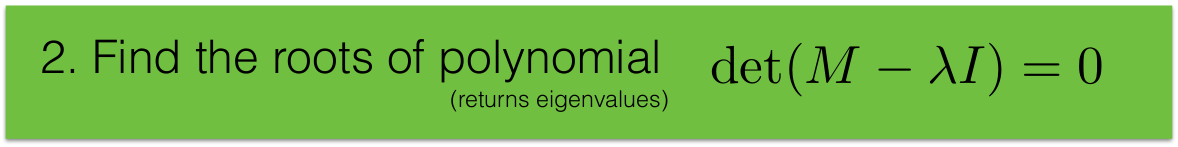 2. Find the roots of polynomial det(M − λI) = 0
(returns eigenvalues)